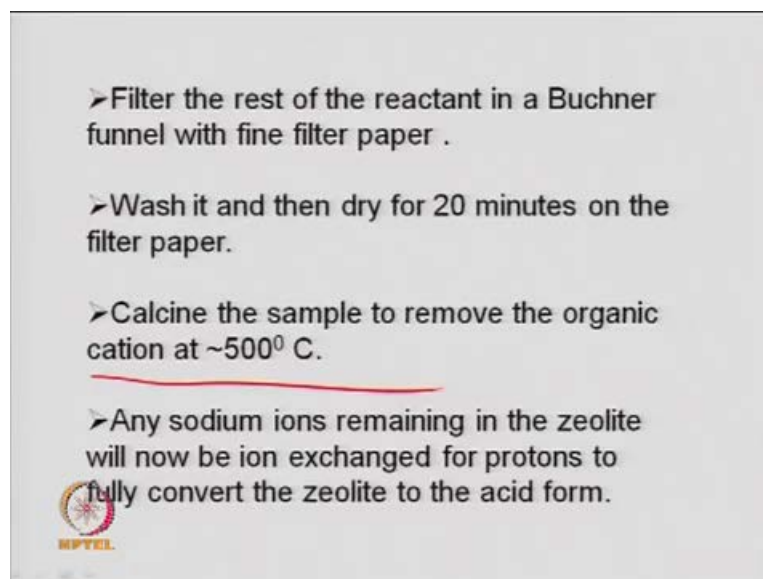 ➢Filter the rest of the reactant in a Buchner
funnel with fine filter paper .
➢Wash it and then dry for 20 minutes on the
filter paper.
➢Calcine the sample to remove the organic
cation at ~500⁰ C.
➢Any sodium ions remaining in the zeolite
will now be ion exchanged for protons to
fully convert the zeolite to the acid form.
NPTEL